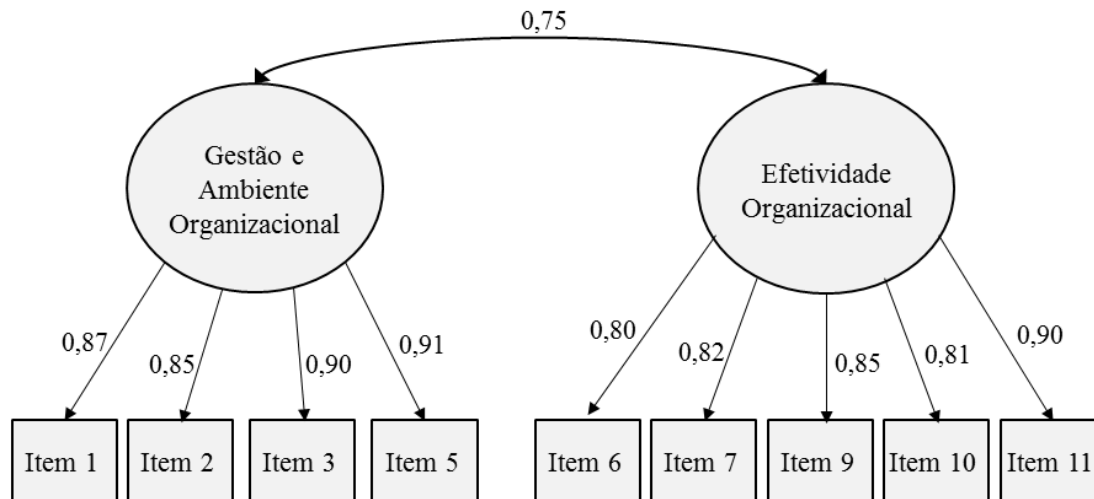 0,75
Gestão e
Ambiente
Organizacional
Efetividade
Organizacional
0,87
0,85
0,90
0,91
0,80
0,82
0,85
0,81
0,90
Item 1
Item 2
Item 3
Item 5
Item 6
Item 7
Item 9
Item 10
Item 11